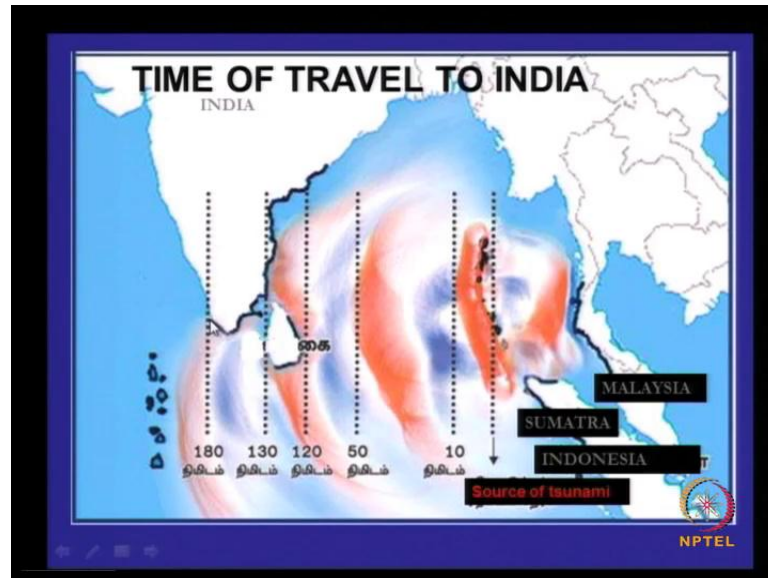 TIME OF TRAVEL TO INDIA
INDIA
கை
MALAYSIA
SUMATRA
INDONESIA
180 130 120 50 10
நிமிடம் நிமிடம் நிமிடம் நிமிடம் நிமிடம்
Source of tsunami
NPTEL